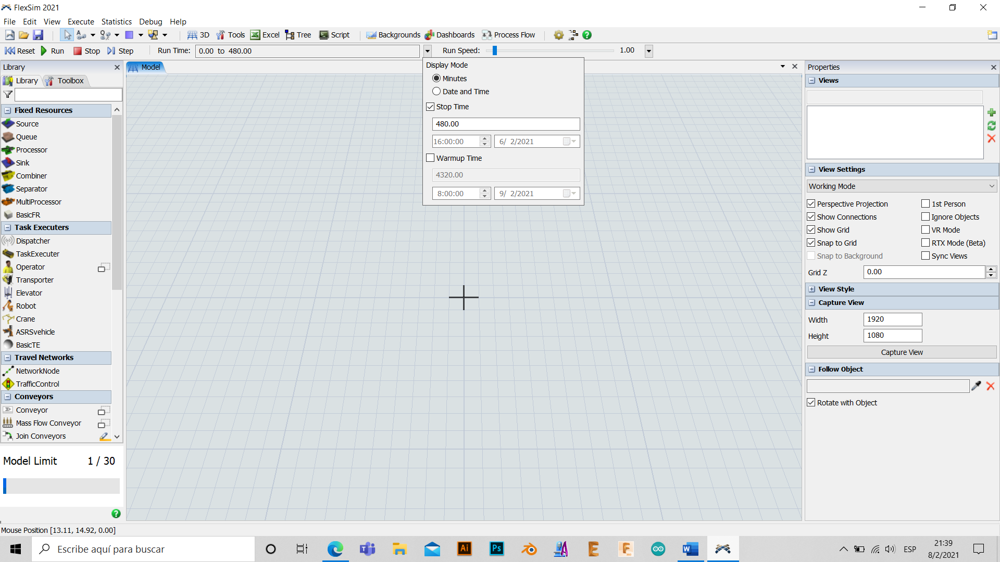 FlexSim 2021
File Edit View Execute Statistics Debug Help
3D Tools Excel Tree Script Backgrounds Dashboards Process Flow
Reset Run Stop Step Run Time: 0.00 to 480.00 Run Speed: 1.00
Library
Library Toolbox
Fixed Resources
Source
Queue
Processor
Sink
Combiner
Separator
MultiProcessor
BasicFR
Task Executers
Dispatcher
TaskExecuter
Operator
Transporter
Elevator
Robot
Crane
ASRSvehicle
BasicTE
Travel Networks
NetworkNode
TrafficControl
Conveyors
Conveyor
Mass Flow Conveyor
Join Conveyors
Model Limit 1 / 30
Model
Display Mode
Minutes
Date and Time
Stop Time
480.00
16:00:00 6/ 2/2021
Warmup Time
4320.00
8:00:00 9/ 2/2021
Properties
Views
View Settings
Working Mode
Perspective Projection 1st Person
Show Connections Ignore Objects
Show Grid VR Mode
Snap to Grid RTX Mode (Beta)
Snap to Background Sync Views
Grid Z 0.00
View Style
Capture View
Width 1920
Height 1080
Capture View
Follow Object
Rotate with Object
Mouse Position [13.11, 14.92, 0.00]
Escribe aquí para buscar
Ai Ps
ESP
21:39
8/2/2021